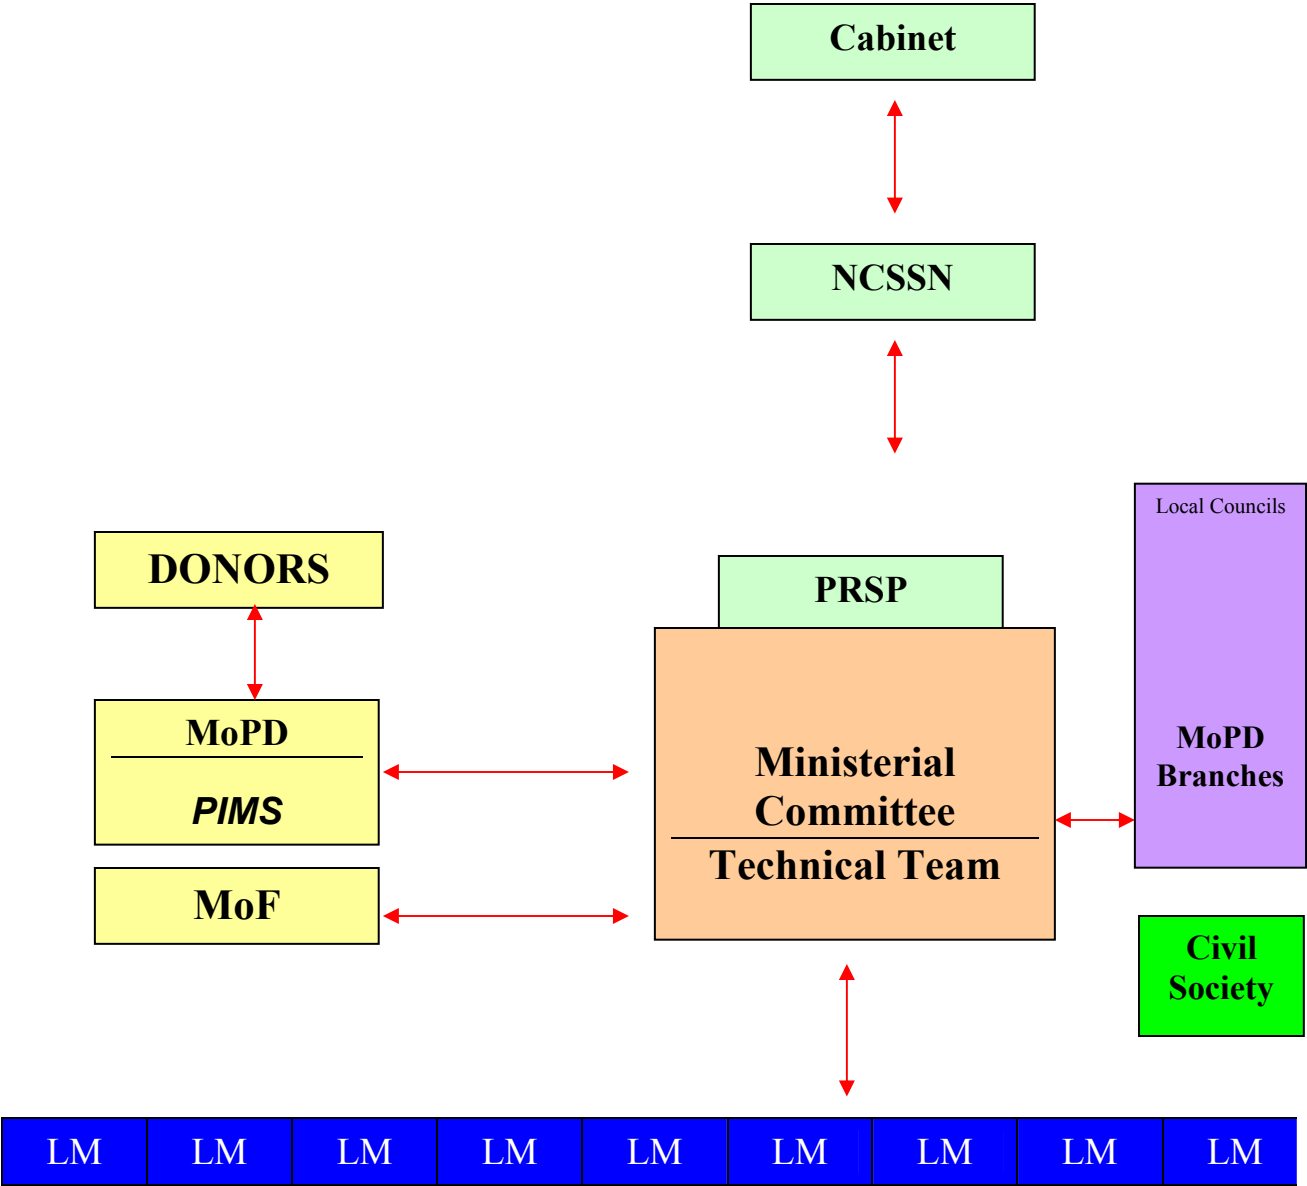 Cabinet
NCSSN
Local Councils
DONORS
PRSP
MoPD
PIMS
MoPD
Branches
Ministerial
Committee
Technical Team
MoF
Civil
Society
LM LM LM LM LM LM LM LM LM